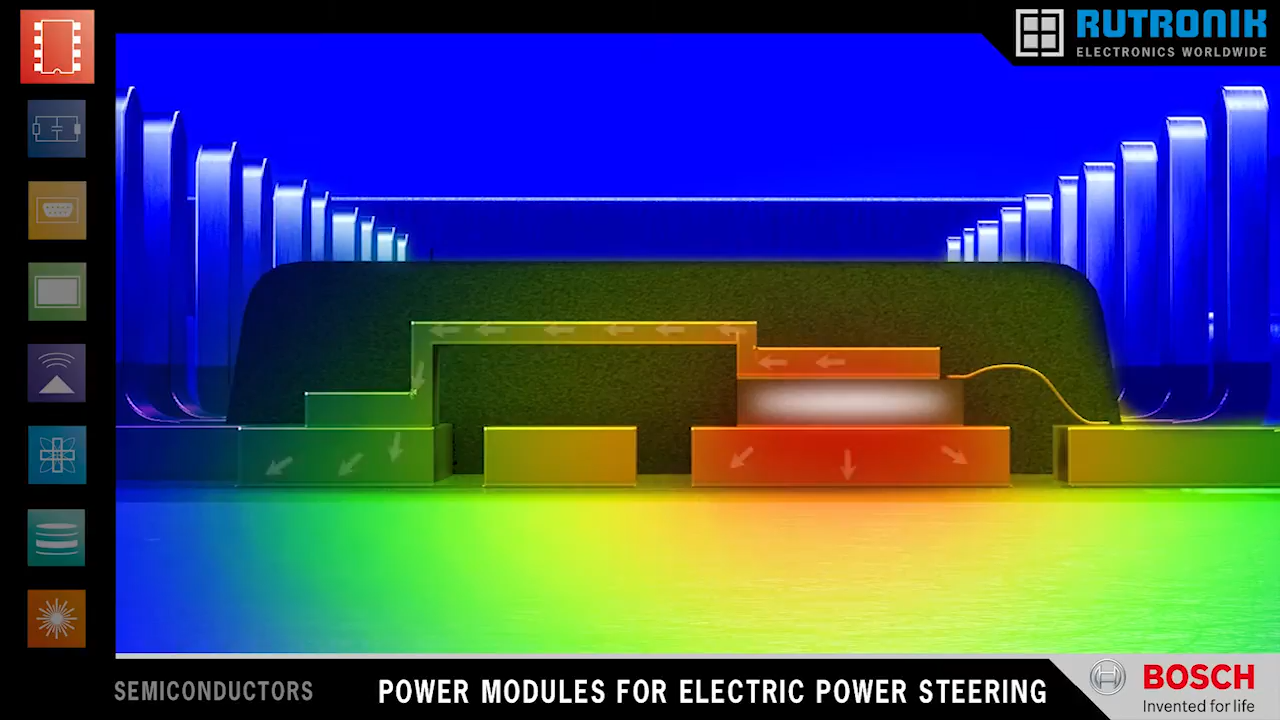 RUTRONIK
ELECTRONICS WORLDWIDE
SEMICONDUCTORS
POWER MODULES FOR ELECTRIC POWER STEERING
BOSCH
Invented for life